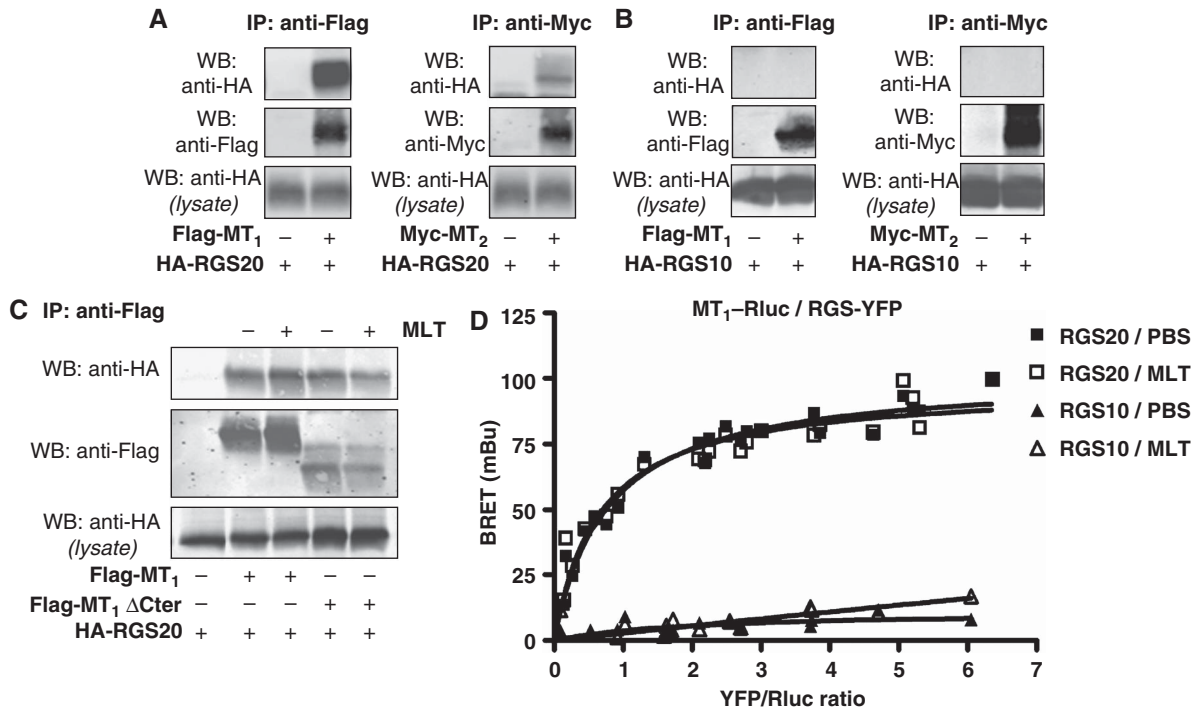 A
IP: anti-Flag
WB:
anti-HA
WB:
anti-Flag
WB: anti-HA
(lysate)
Flag-MT₁ – +
HA-RGS20 + +
IP: anti-Myc
WB:
anti-HA
WB:
anti-Myc
WB: anti-HA
(lysate)
Myc-MT₂ – +
HA-RGS20 + +
B
IP: anti-Flag
WB:
anti-HA
WB:
anti-Flag
WB: anti-HA
(lysate)
Flag-MT₁ – +
HA-RGS10 + +
IP: anti-Myc
WB:
anti-HA
WB:
anti-Myc
WB: anti-HA
(lysate)
Myc-MT₂ – +
HA-RGS10 + +
C IP: anti-Flag
– + – + MLT
WB: anti-HA
WB: anti-Flag
WB: anti-HA
(lysate)
Flag-MT₁ – + + – –
Flag-MT₁ ΔCter – – – + +
HA-RGS20 + + + + +
D
MT₁–Rluc / RGS-YFP
BRET (mBu)
125
100
75
50
25
0
0 1 2 3 4 5 6 7
YFP/Rluc ratio
RGS20 / PBS
RGS20 / MLT
RGS10 / PBS
RGS10 / MLT